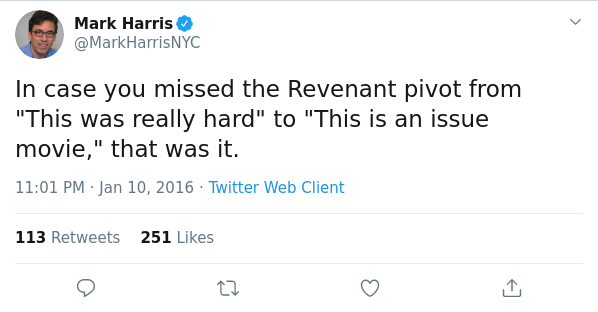 Mark Harris
@MarkHarrisNYC
In case you missed the Revenant pivot from
"This was really hard" to "This is an issue
movie," that was it.
11:01 PM · Jan 10, 2016 · Twitter Web Client
113 Retweets 251 Likes